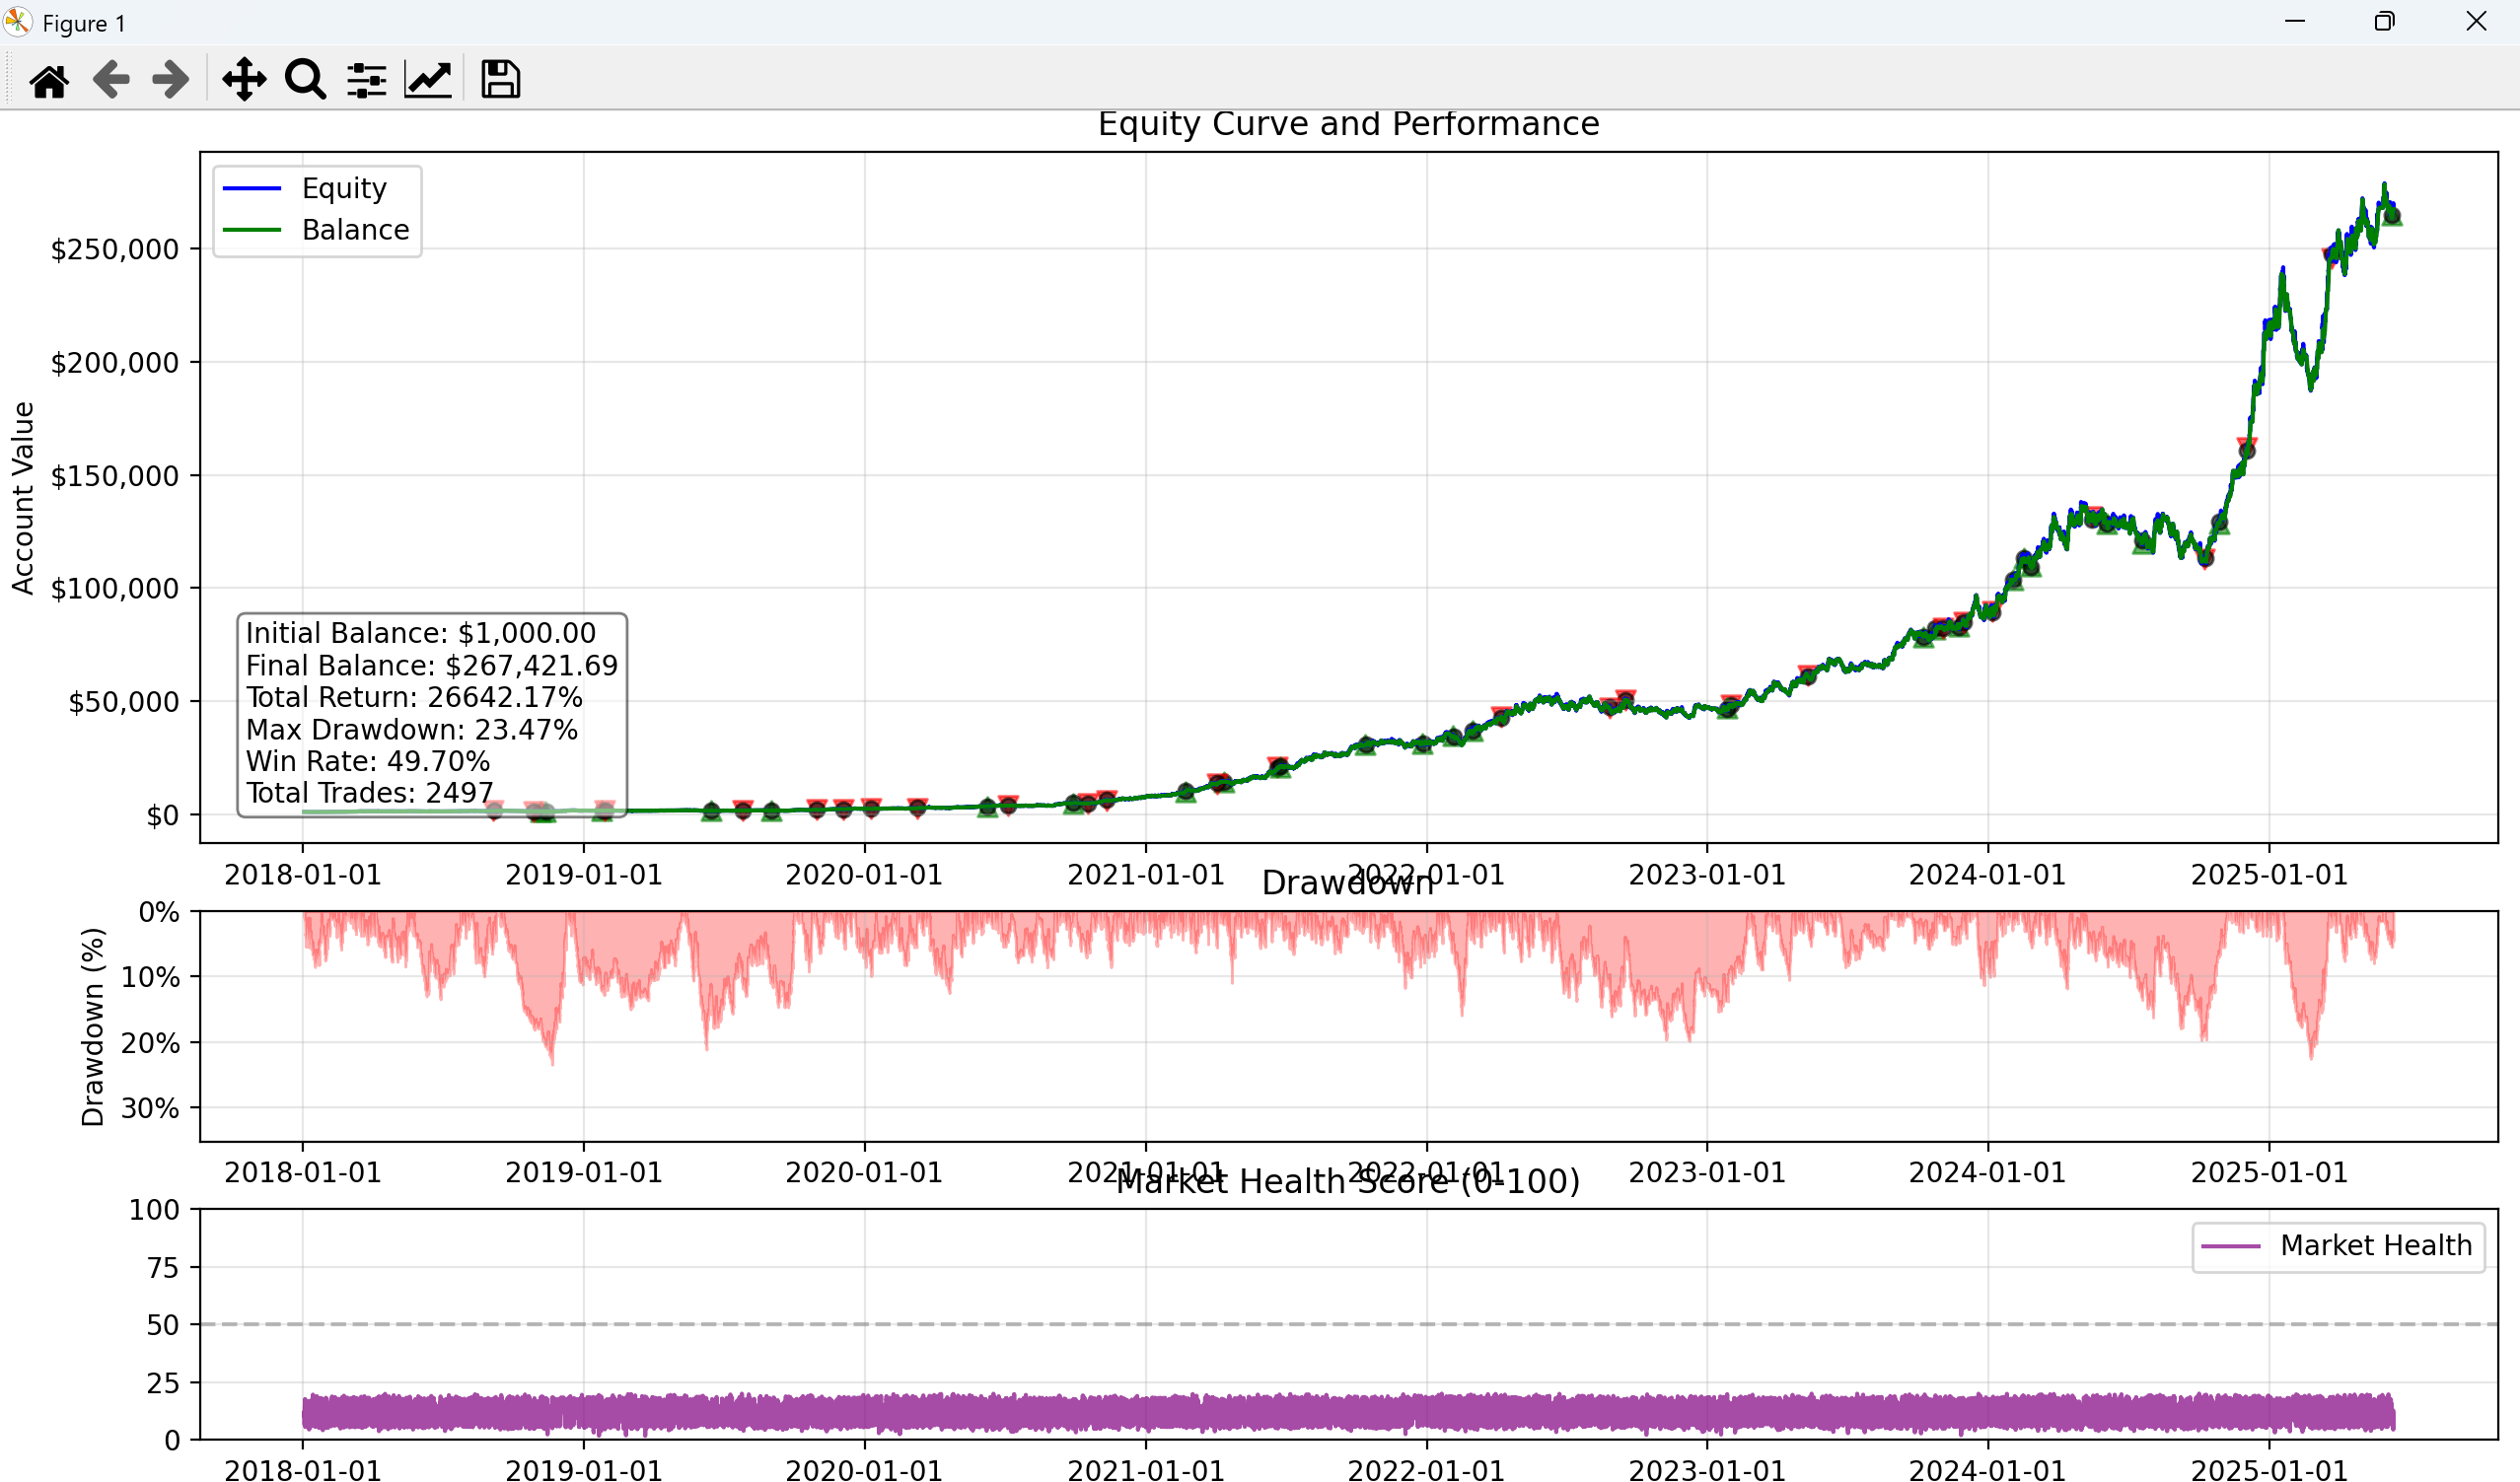 Figure 1
Equity Curve and Performance
Equity
Balance
Account Value
$250,000
$200,000
$150,000
$100,000
$50,000
$0
Initial Balance: $1,000.00
Final Balance: $267,421.69
Total Return: 26642.17%
Max Drawdown: 23.47%
Win Rate: 49.70%
Total Trades: 2497
2018-01-01 2019-01-01 2020-01-01 2021-01-01 2022-01-01 2023-01-01 2024-01-01 2025-01-01
Drawdown
Drawdown (%)
0%
10%
20%
30%
2018-01-01 2019-01-01 2020-01-01 2021-01-01 2022-01-01 2023-01-01 2024-01-01 2025-01-01
Market Health Score (0-100)
Market Health
100
75
50
25
0
2018-01-01 2019-01-01 2020-01-01 2021-01-01 2022-01-01 2023-01-01 2024-01-01 2025-01-01